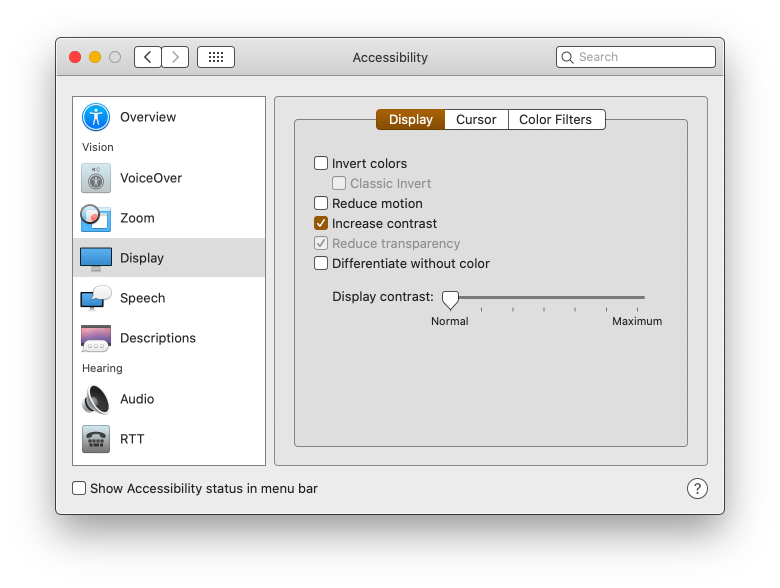 Accessibility
Search
Overview
Vision
VoiceOver
Zoom
Display
Speech
Descriptions
Hearing
Audio
RTT
Display Cursor Color Filters
Invert colors
Classic Invert
Reduce motion
Increase contrast
Reduce transparency
Differentiate without color
Display contrast:
Normal Maximum
Show Accessibility status in menu bar
?